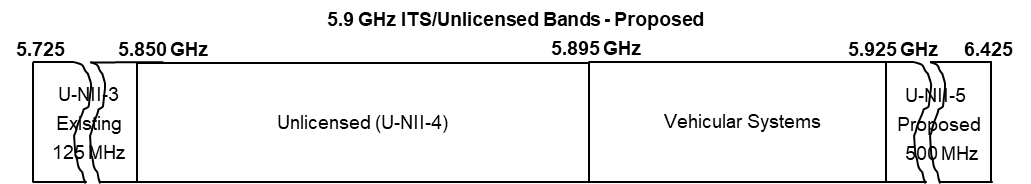 5.9 GHz ITS/Unlicensed Bands - Proposed
5.725 5.850 GHz 5.895 GHz 5.925 GHz 6.425
U-NII-3
Existing
125 MHz
Unlicensed (U-NII-4)
Vehicular Systems
U-NII-5
Proposed
500 MHz